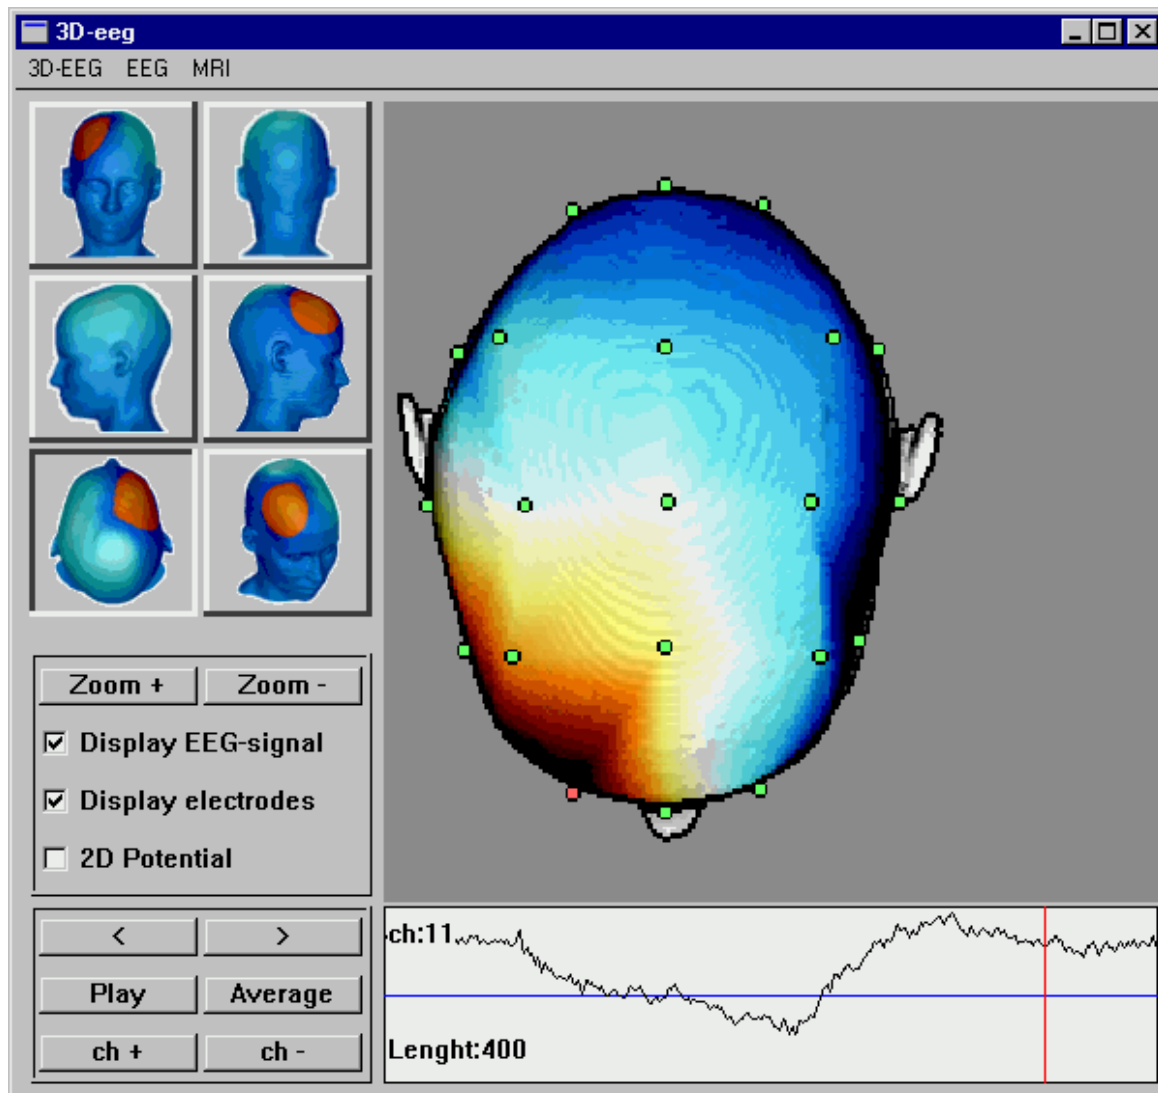 3D-eeg
3D-EEG EEG MRI
Zoom + Zoom -
Display EEG-signal
Display electrodes
2D Potential
< >
Play Average
ch + ch -
ch:11
Lenght:400